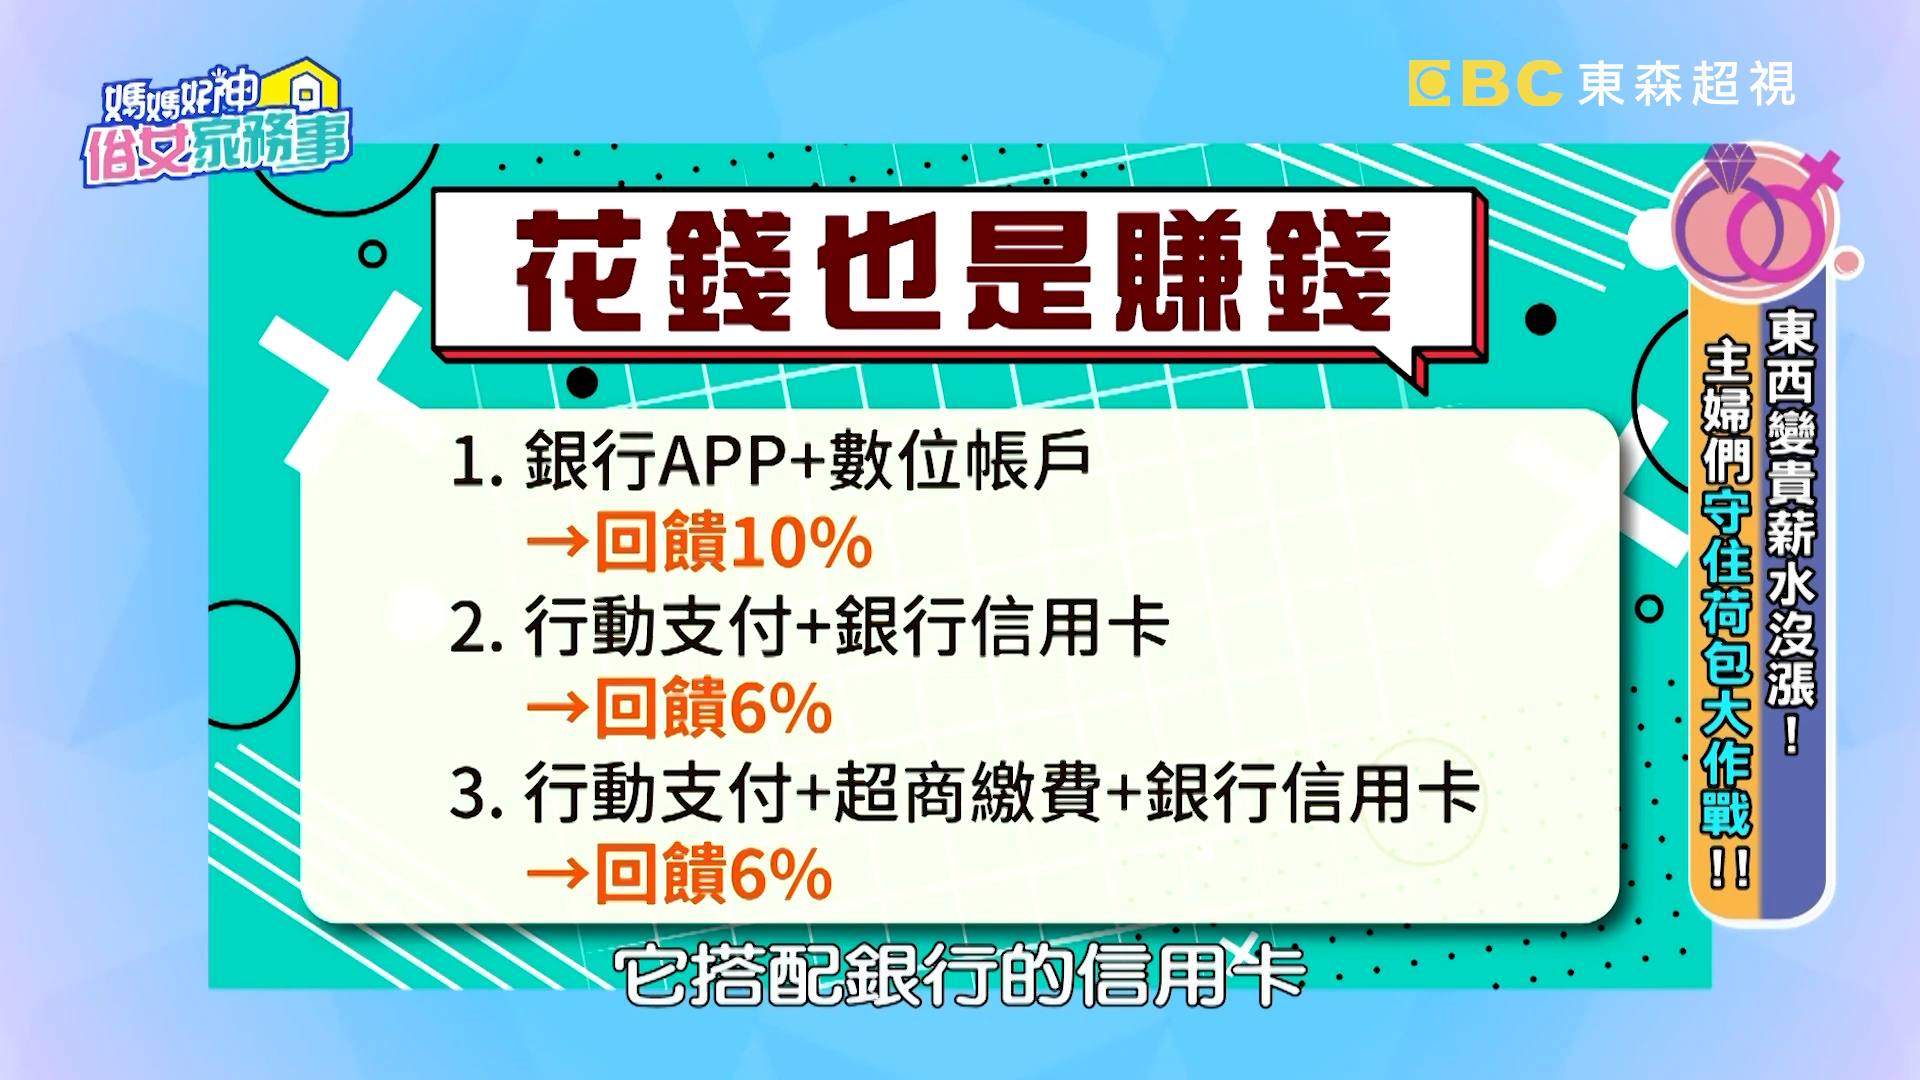 媽媽好神
俗女家務事
EBC 東森超視
花錢也是賺錢
1. 銀行APP+數位帳戶
→回饋10%
2. 行動支付+銀行信用卡
→回饋6%
3. 行動支付+超商繳費+銀行信用卡
→回饋6%
東西變貴薪水沒漲！
主婦們守住荷包大作戰！！
它搭配銀行的信用卡